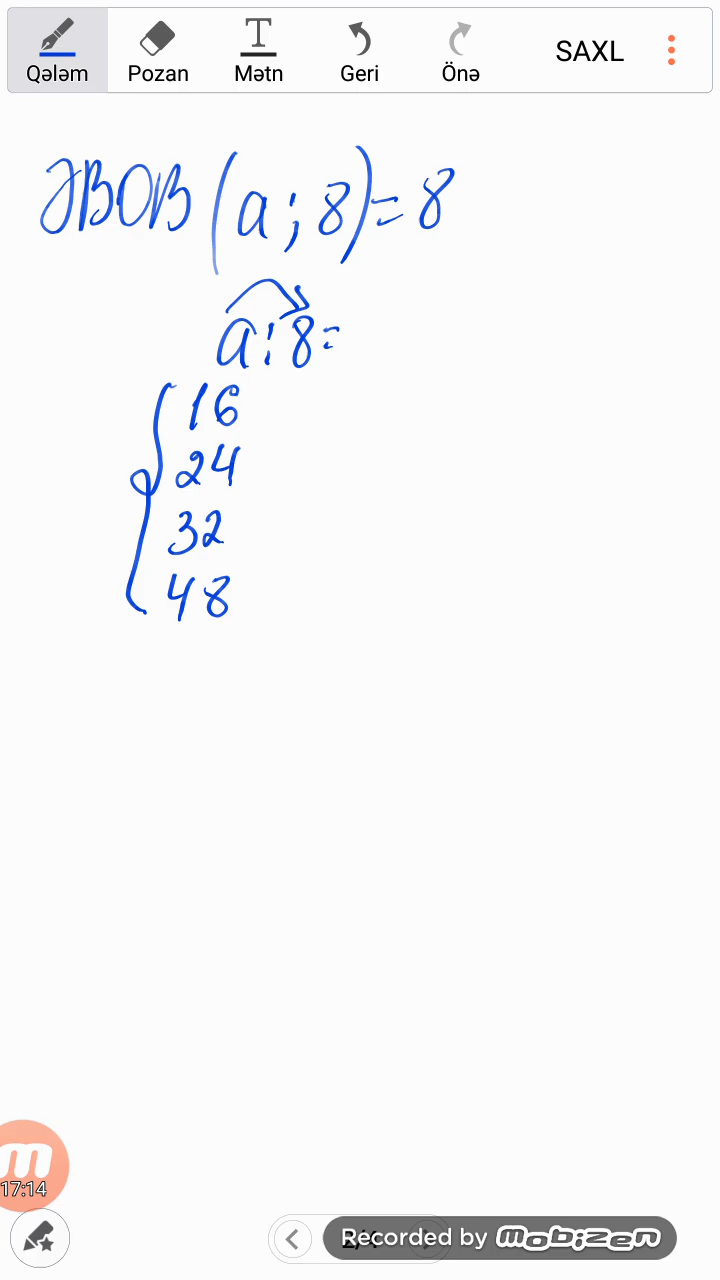 Qələm Pozan Mətn Geri Önə SAXL
ƏBOB (a ; 8) = 8
a : 8 =
16
24
32
48
m
17:14
Recorded by mobizen